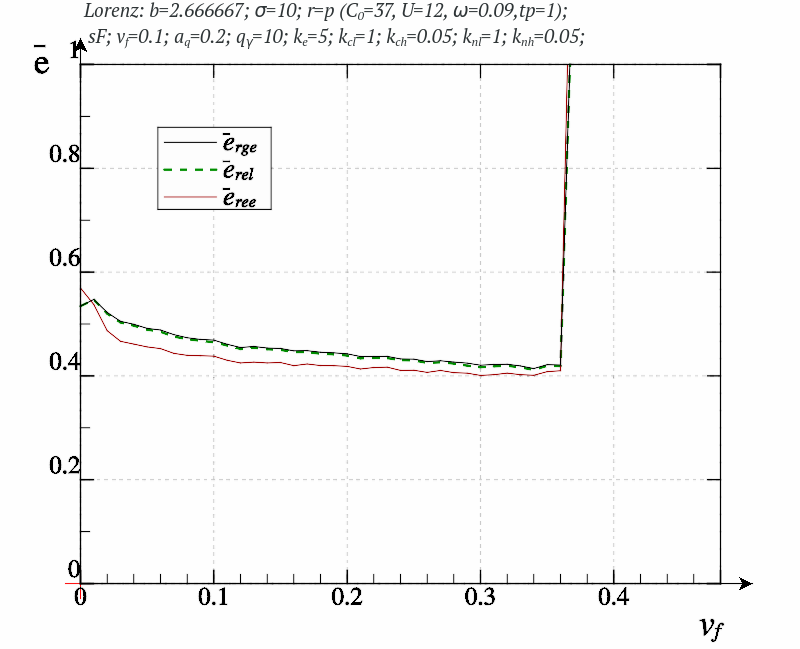 Lorenz: b=2.666667; σ=10; r=p (C₀=37, U=12, ω=0.09,tp=1);
sF; v_f=0.1; a_q=0.2; q_γ=10; k_e=5; k_cl=1; k_ch=0.05; k_nl=1; k_nh=0.05;
ē
1
ē_rge
ē_rel
ē_ree
0.8
0.6
0.4
0.2
0
0 0.1 0.2 0.3 0.4
v_f